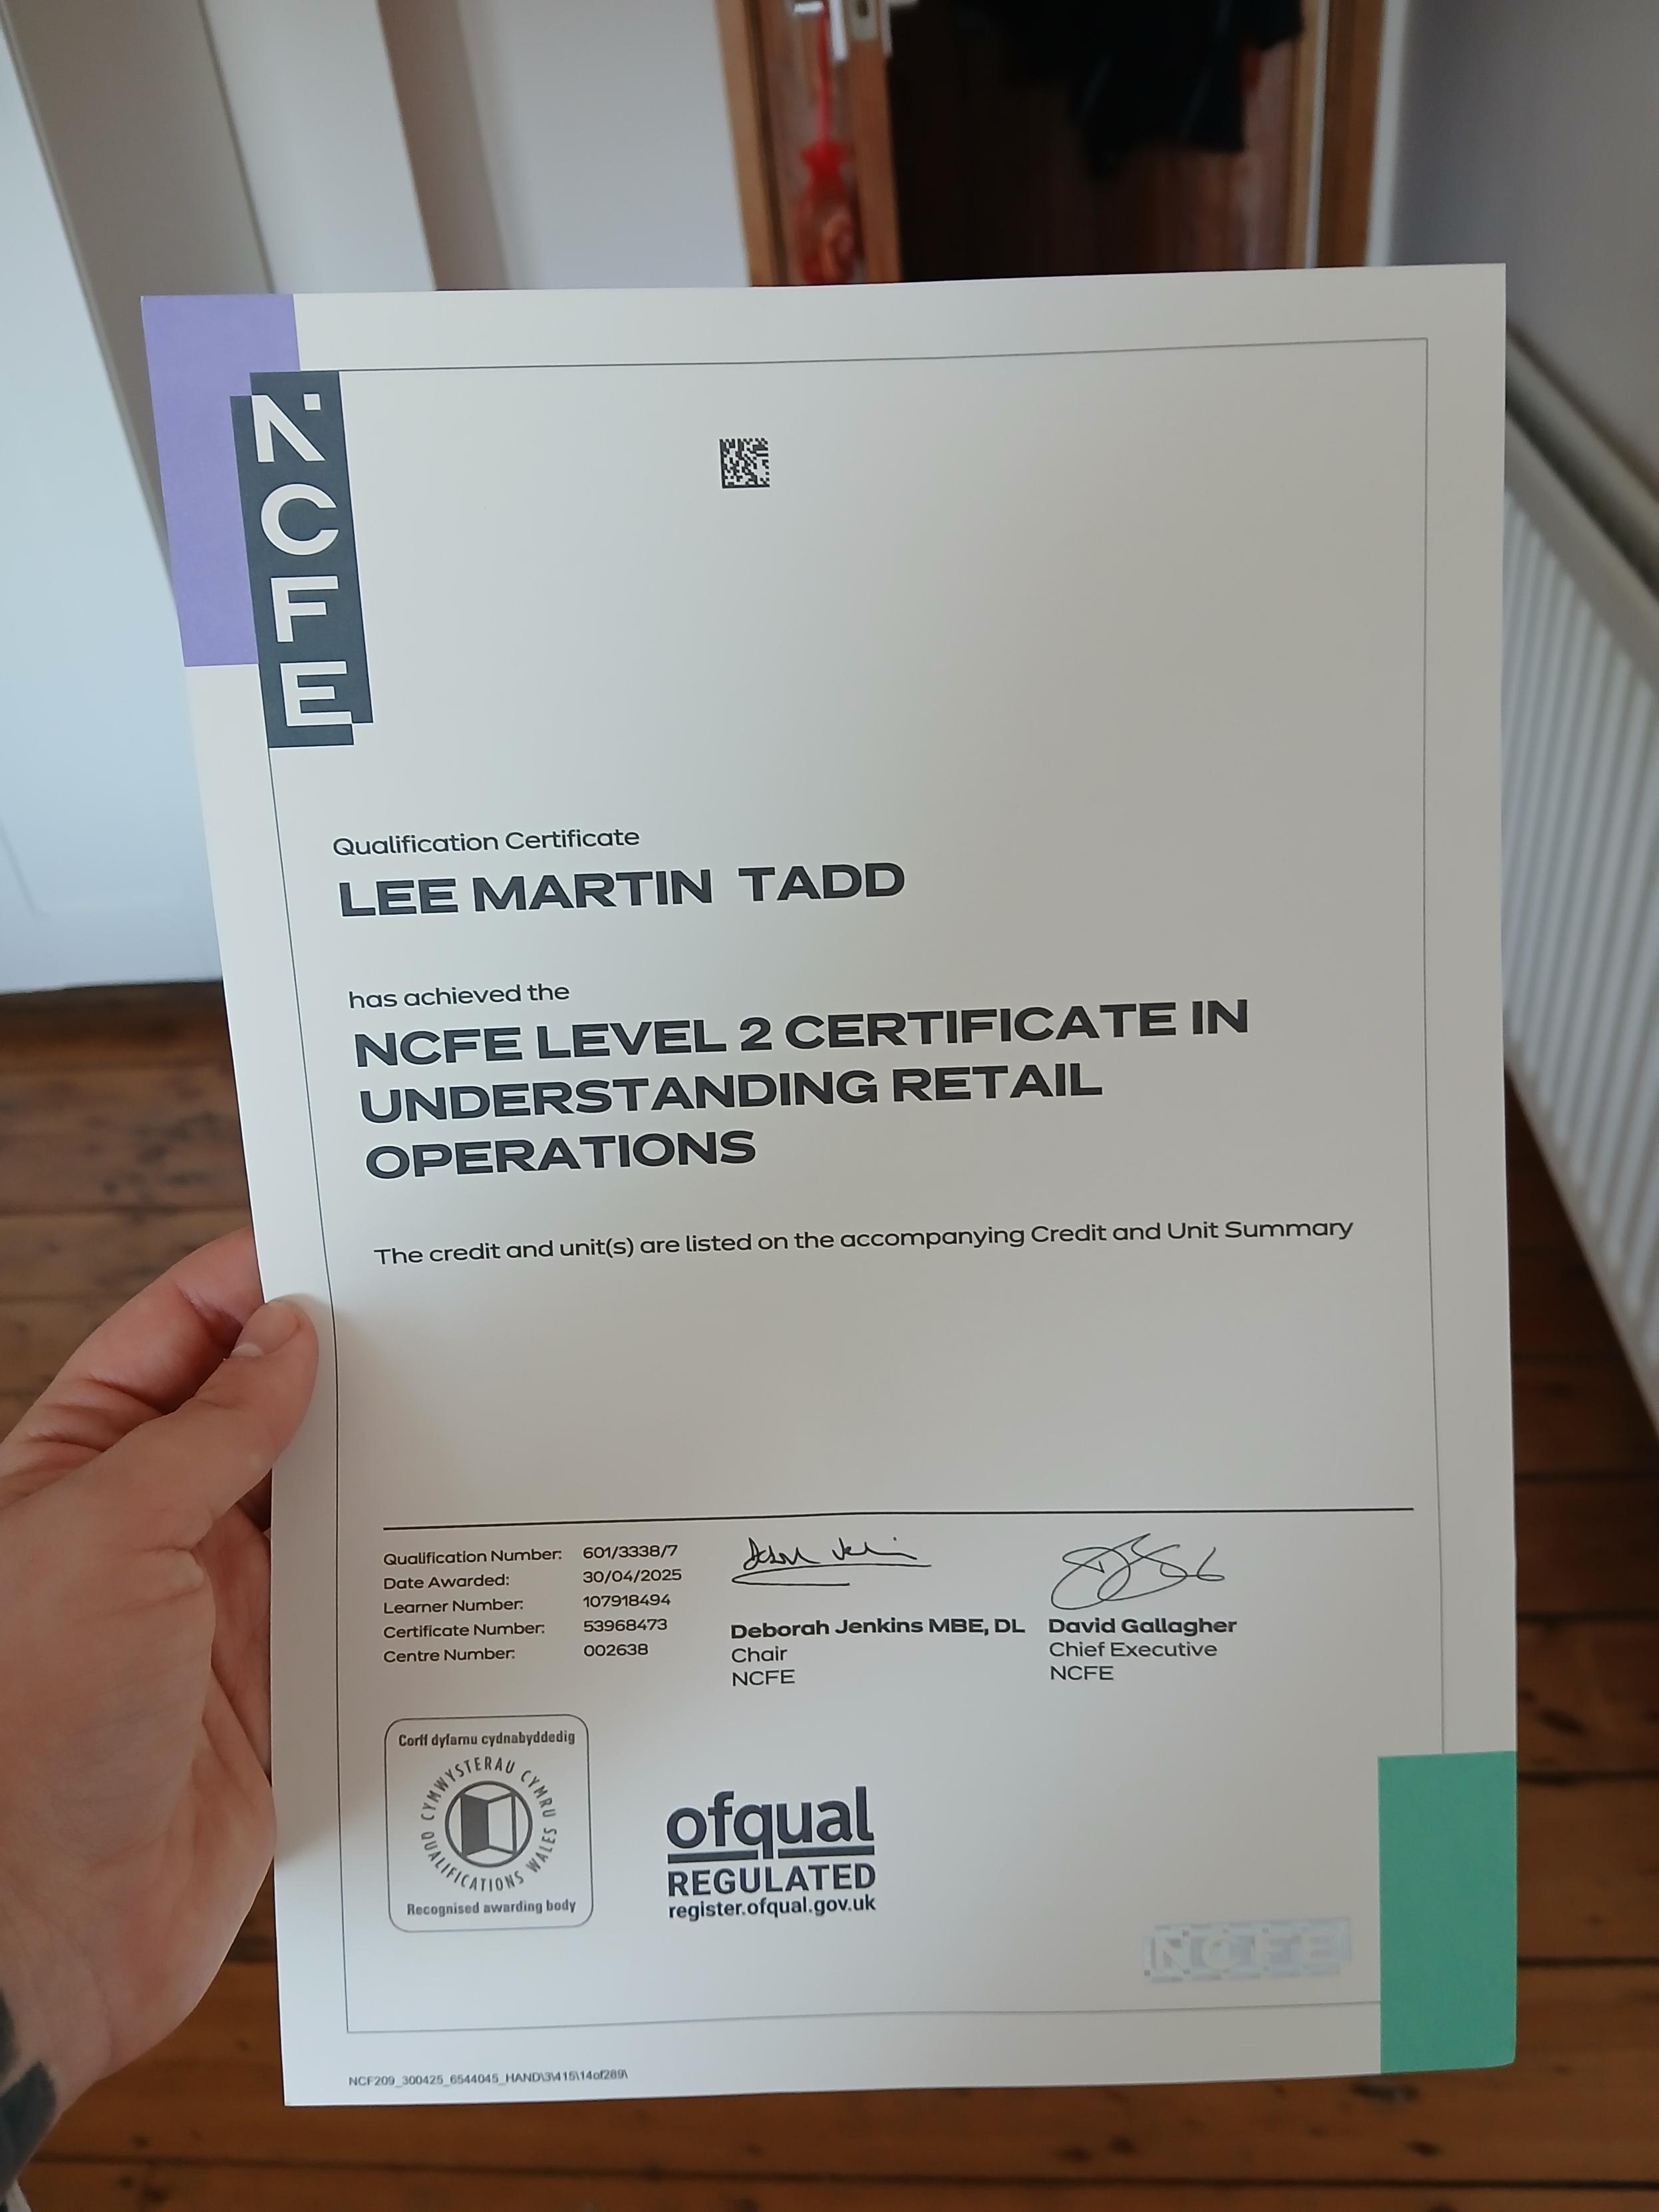 NCFE
Qualification Certificate
LEE MARTIN TADD
has achieved the
NCFE LEVEL 2 CERTIFICATE IN
UNDERSTANDING RETAIL
OPERATIONS
The credit and unit(s) are listed on the accompanying Credit and Unit Summary
Qualification Number: 601/3338/7
Date Awarded: 30/04/2025
Learner Number: 107918494
Certificate Number: 53968473
Centre Number: 002638
Deborah Jenkins MBE, DL
Chair
NCFE
David Gallagher
Chief Executive
NCFE
Corff dyfarnu cydnabyddedig
CYMWYSTERAU CYMRU
QUALIFICATIONS WALES
Recognised awarding body
ofqual
REGULATED
register.ofqual.gov.uk
NCFE
NCF209_300425_6544045_HAND\3\415\14of289\